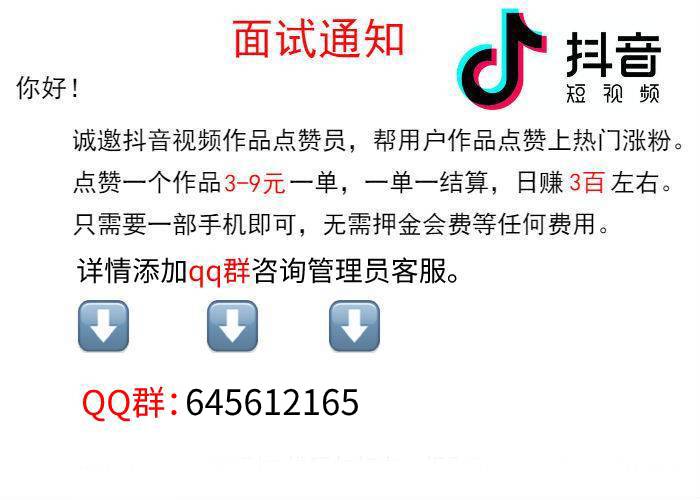 面试通知
抖音
短视频
你好！
诚邀抖音视频作品点赞员，帮用户作品点赞上热门涨粉。
点赞一个作品3-9元一单，一单一结算，日赚3百左右。
只需要一部手机即可，无需押金会费等任何费用。
详情添加qq群咨询管理员客服。
QQ群：645612165